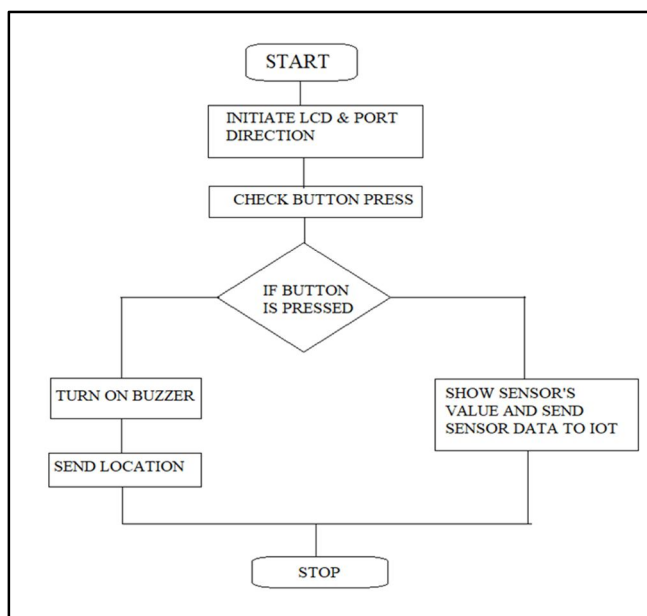 START
INITIATE LCD & PORT
DIRECTION
CHECK BUTTON PRESS
IF BUTTON
IS PRESSED
TURN ON BUZZER
SEND LOCATION
SHOW SENSOR'S
VALUE AND SEND
SENSOR DATA TO IOT
STOP